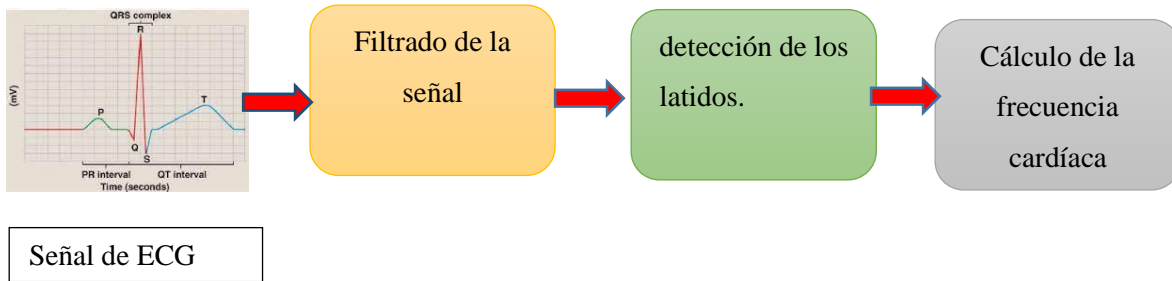 QRS complex
R
(mV)
P
T
Q
S
PR interval
QT interval
Time (seconds)
Filtrado de la
señal
detección de los
latidos.
Cálculo de la
frecuencia
cardíaca
Señal de ECG